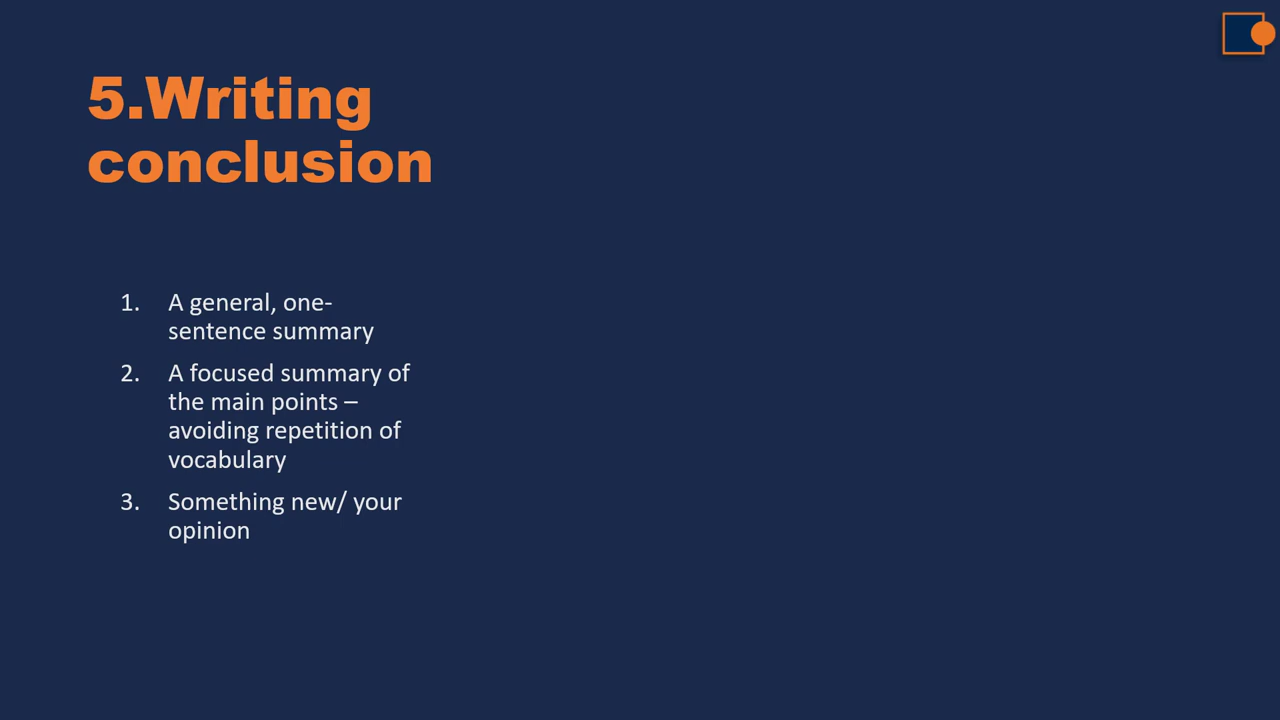 5.Writing
conclusion
1. A general, one-
sentence summary
2. A focused summary of
the main points –
avoiding repetition of
vocabulary
3. Something new/ your
opinion